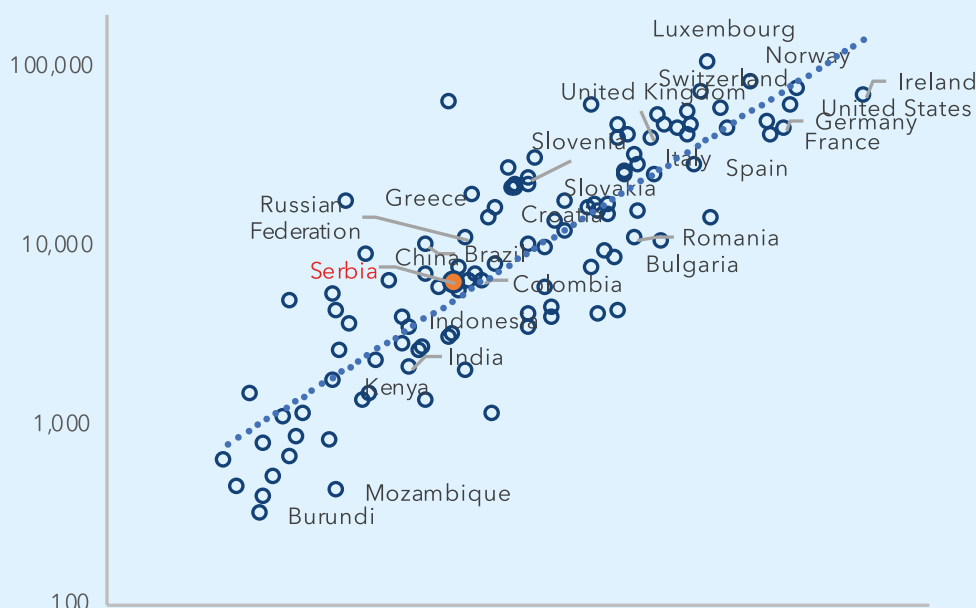 Luxembourg
Norway
100,000
Switzerland
Ireland
United Kingdom
United States
Germany
Slovenia
France
Italy
Spain
Slovakia
Greece
Russian
Federation
Croatia
10,000
Romania
China
Brazil
Bulgaria
Serbia
Colombia
Indonesia
India
Kenya
1,000
Mozambique
Burundi
100